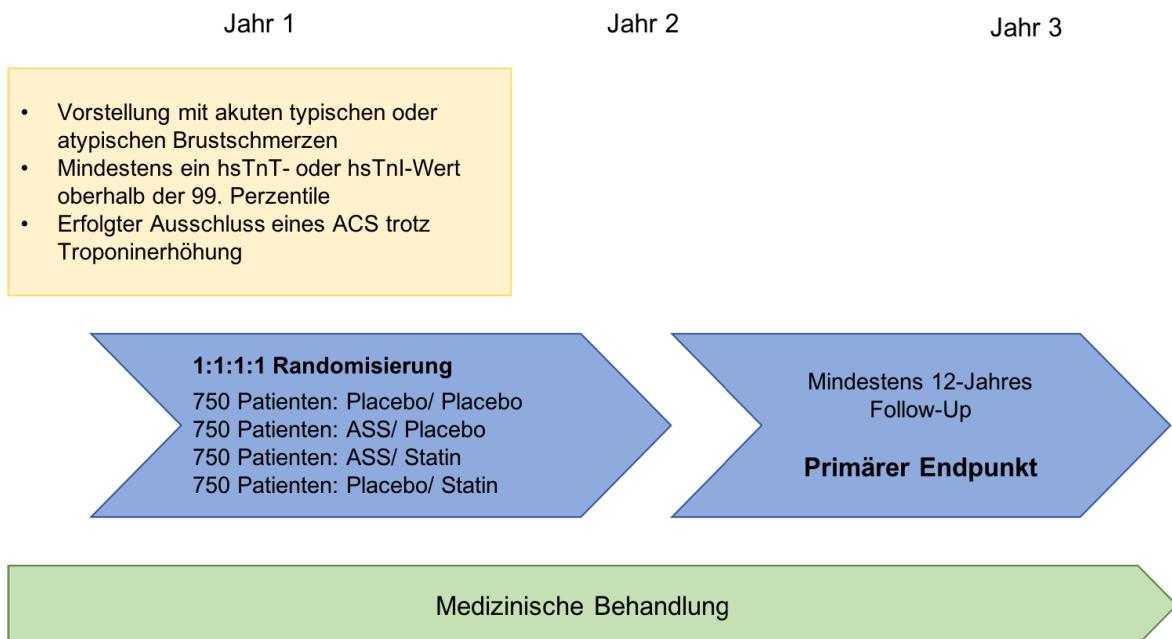 Jahr 1
Jahr 2
Jahr 3
• Vorstellung mit akuten typischen oder
atypischen Brustschmerzen
• Mindestens ein hsTnT- oder hsTnI-Wert
oberhalb der 99. Perzentile
• Erfolgter Ausschluss eines ACS trotz
Troponinerhöhung
1:1:1:1 Randomisierung
750 Patienten: Placebo/ Placebo
750 Patienten: ASS/ Placebo
750 Patienten: ASS/ Statin
750 Patienten: Placebo/ Statin
Mindestens 12-Jahres
Follow-Up
Primärer Endpunkt
Medizinische Behandlung